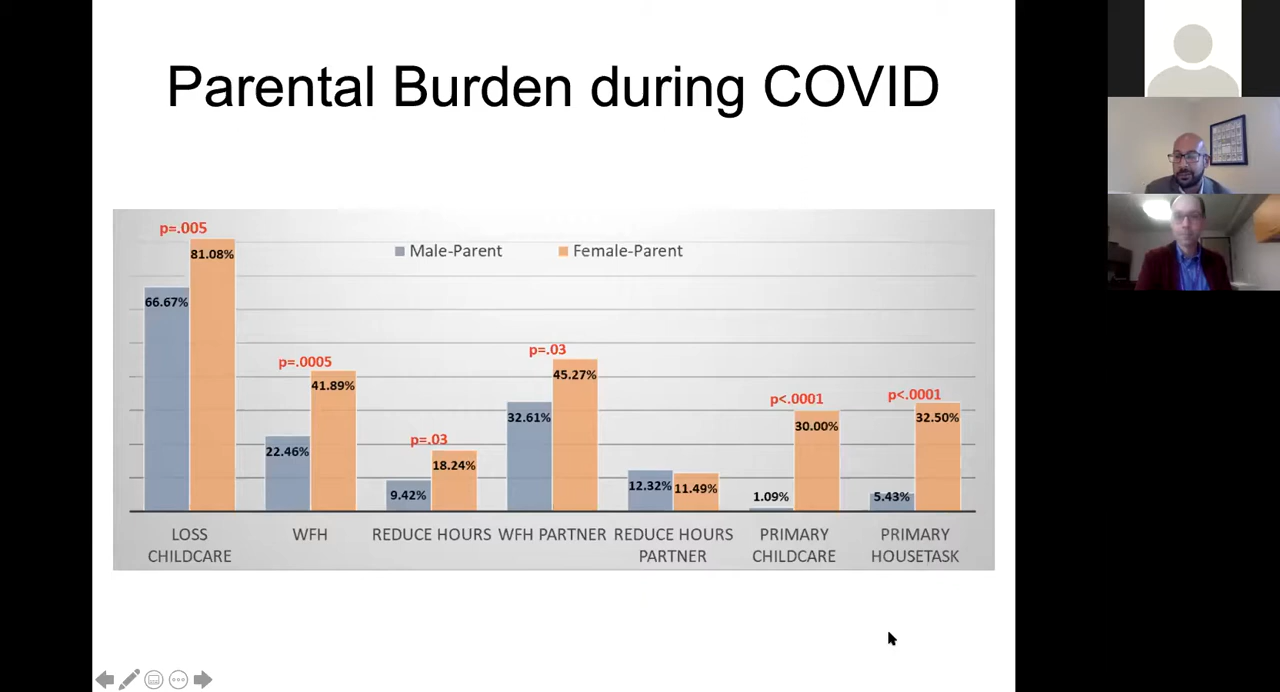 Parental Burden during COVID
p=.005
81.08%
66.67%
Male-Parent
Female-Parent
p=.0005
41.89%
22.46%
p=.03
18.24%
9.42%
p=.03
45.27%
32.61%
12.32%
11.49%
p<.0001
30.00%
1.09%
p<.0001
32.50%
5.43%
LOSS
CHILDCARE
WFH
REDUCE HOURS
WFH PARTNER
REDUCE HOURS
PARTNER
PRIMARY
CHILDCARE
PRIMARY
HOUSETASK